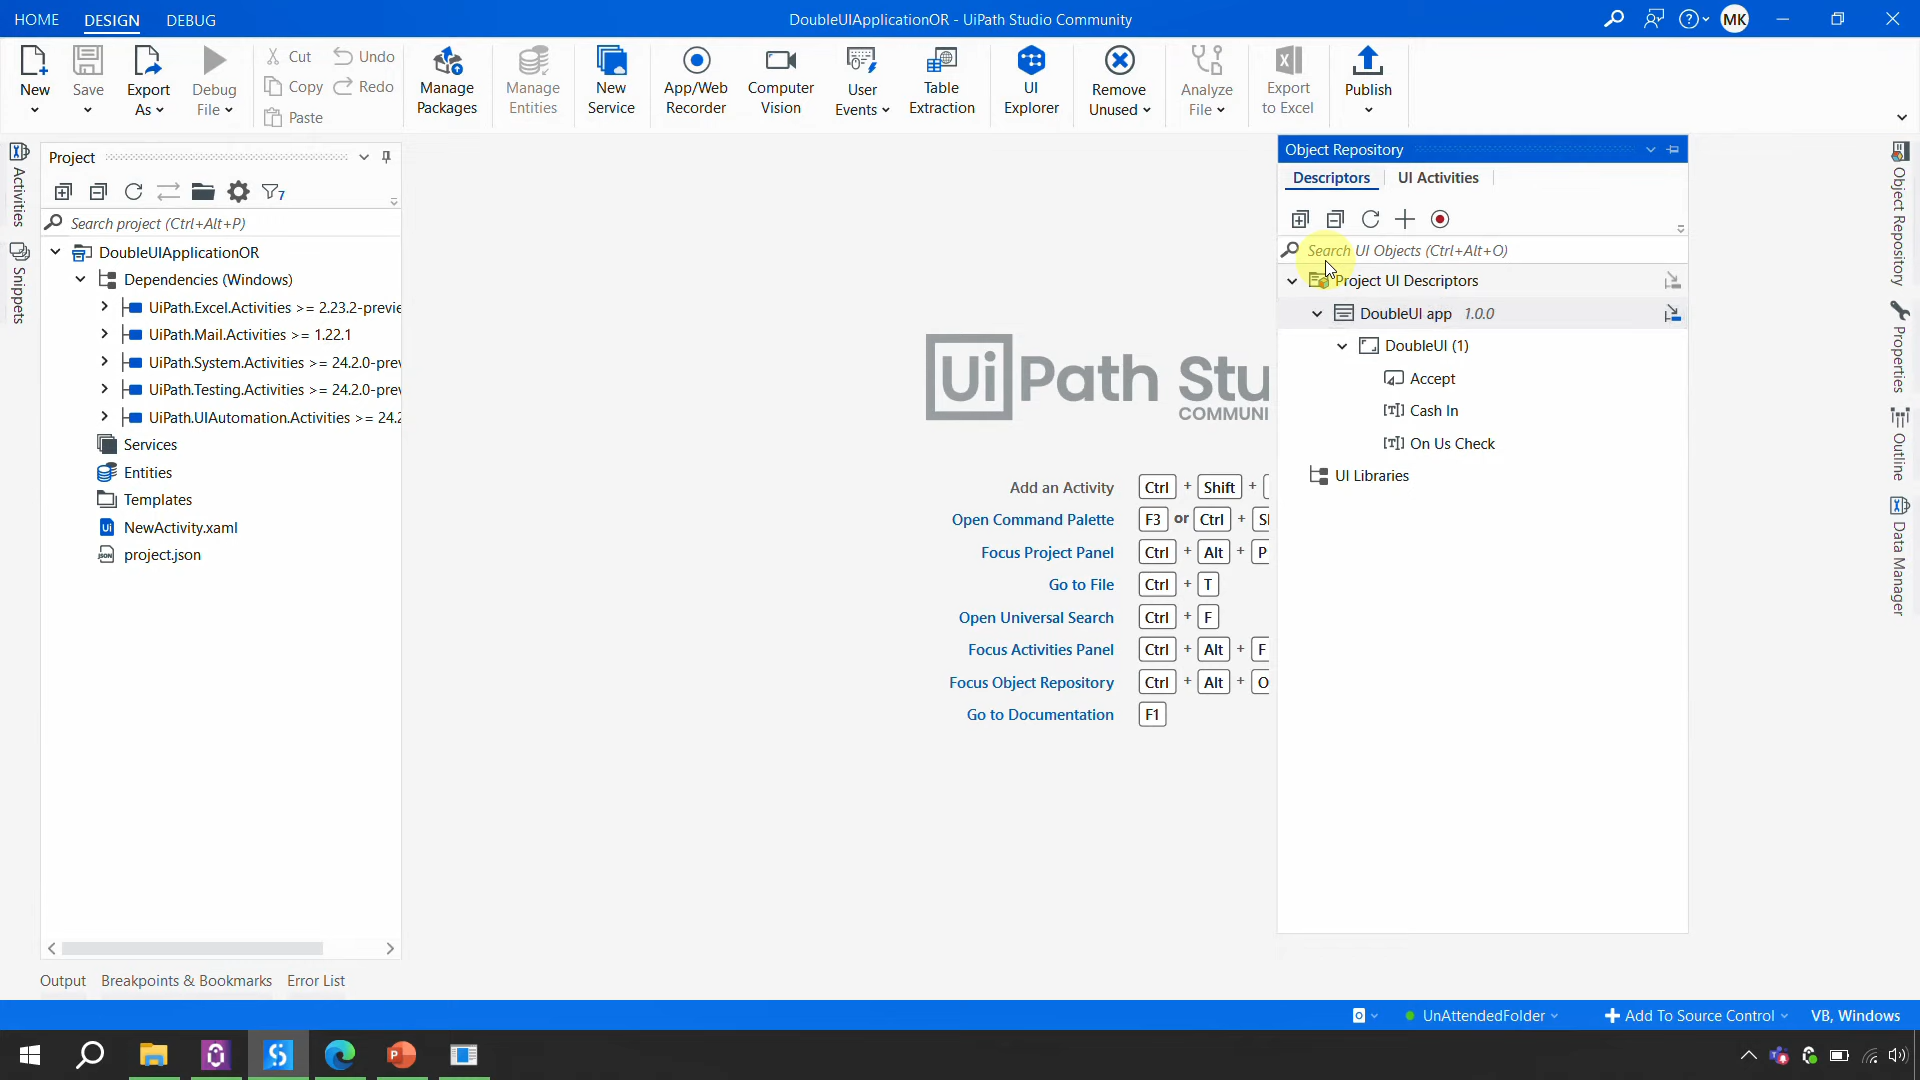 HOME DESIGN DEBUG
DoubleUIApplicationOR - UiPath Studio Community
MK
New
Save
Export As
Debug File
Cut
Copy
Paste
Undo
Redo
Manage Packages
Manage Entities
New Service
App/Web Recorder
Computer Vision
User Events
Table Extraction
UI Explorer
Remove Unused
Analyze File
Export to Excel
Publish
Activities
Snippets
Project
7
Search project (Ctrl+Alt+P)
DoubleUIApplicationOR
Dependencies (Windows)
UiPath.Excel.Activities >= 2.23.2-previe
UiPath.Mail.Activities >= 1.22.1
UiPath.System.Activities >= 24.2.0-prev
UiPath.Testing.Activities >= 24.2.0-prev
UiPath.UIAutomation.Activities >= 24.2
Services
Entities
Templates
NewActivity.xaml
project.json
UiPath Stu
COMMUNI
Add an Activity Ctrl + Shift +
Open Command Palette F3 or Ctrl + S
Focus Project Panel Ctrl + Alt + P
Go to File Ctrl + T
Open Universal Search Ctrl + F
Focus Activities Panel Ctrl + Alt + F
Focus Object Repository Ctrl + Alt + O
Go to Documentation F1
Object Repository
Descriptors UI Activities
Search UI Objects (Ctrl+Alt+O)
Project UI Descriptors
DoubleUI app 1.0.0
DoubleUI (1)
Accept
Cash In
On Us Check
UI Libraries
Object Repository
Properties
Outline
Data Manager
Output Breakpoints & Bookmarks Error List
UnAttendedFolder
Add To Source Control
VB, Windows